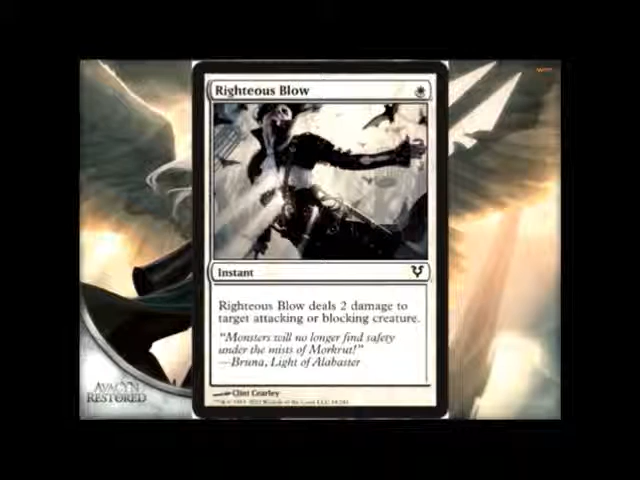 Righteous Blow
Instant
Righteous Blow deals 2 damage to
target attacking or blocking creature.
"Monsters will no longer find safety
under the mists of Morkrut!"
—Bruna, Light of Alabaster
Clint Cearley
AVACYN
RESTORED